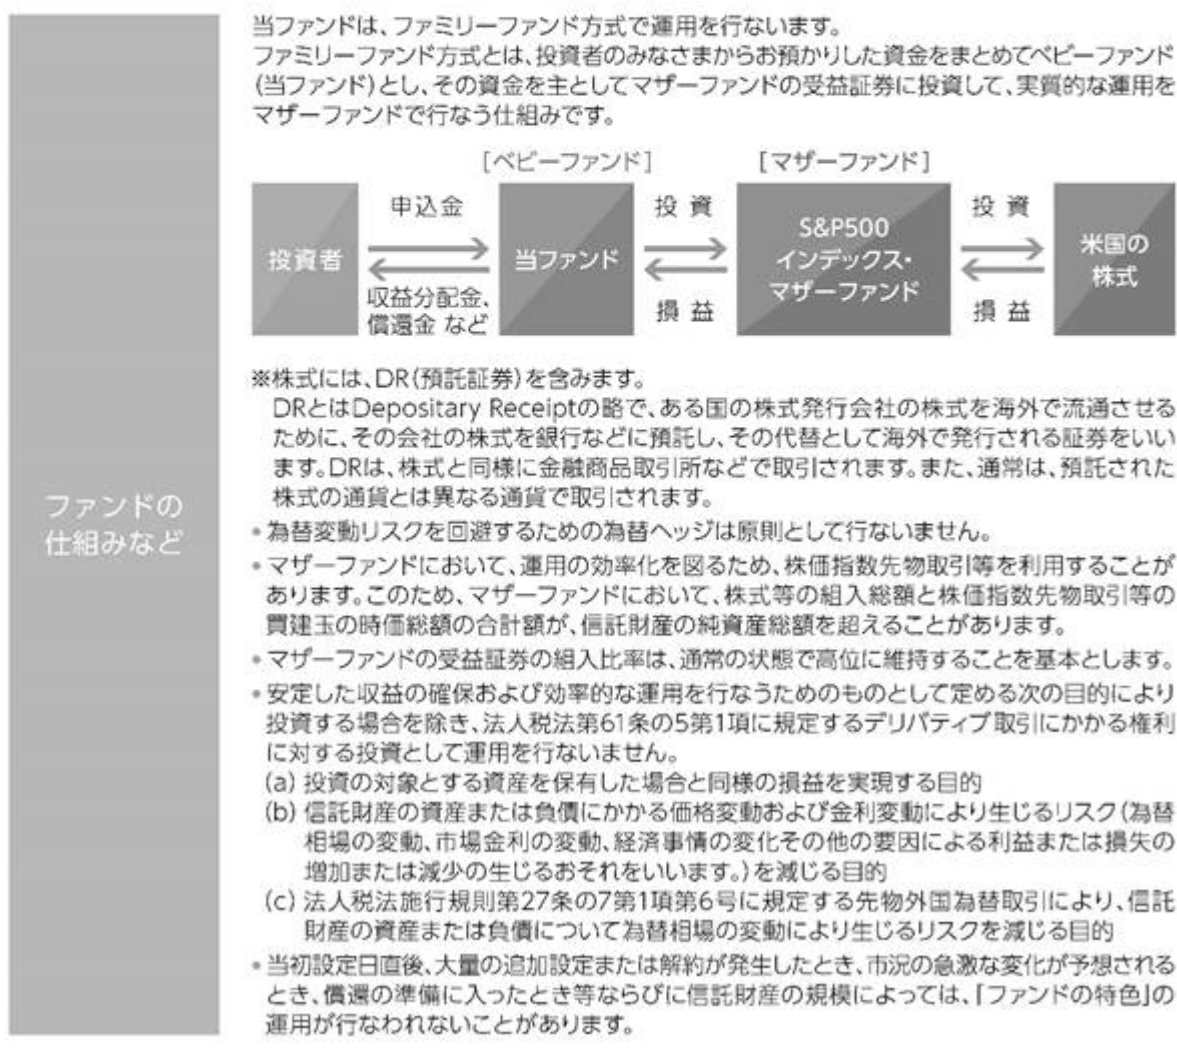 当ファンドは、ファミリーファンド方式で運用を行ないます。
ファミリーファンド方式とは、投資者のみなさまからお預かりした資金をまとめてベビーファンド
(当ファンド)とし、その資金を主としてマザーファンドの受益証券に投資して、実質的な運用を
マザーファンドで行なう仕組みです。
[ベビーファンド]
[マザーファンド]
投資者
申込金
収益分配金、
償還金 など
当ファンド
投 資
損 益
S&P500
インデックス・
マザーファンド
投 資
損 益
米国の
株式
※株式には、DR(預託証券)を含みます。
DRとはDepositary Receiptの略で、ある国の株式発行会社の株式を海外で流通させる
ために、その会社の株式を銀行などに預託し、その代替として海外で発行される証券をいい
ます。DRは、株式と同様に金融商品取引所などで取引されます。また、通常は、預託された
株式の通貨とは異なる通貨で取引されます。
ファンドの
仕組みなど
●為替変動リスクを回避するための為替ヘッジは原則として行ないません。
●マザーファンドにおいて、運用の効率化を図るため、株価指数先物取引等を利用することが
あります。このため、マザーファンドにおいて、株式等の組入総額と株価指数先物取引等の
買建玉の時価総額の合計額が、信託財産の純資産総額を超えることがあります。
●マザーファンドの受益証券の組入比率は、通常の状態で高位に維持することを基本とします。
●安定した収益の確保および効率的な運用を行なうためのものとして定める次の目的により
投資する場合を除き、法人税法第61条の5第1項に規定するデリバティブ取引にかかる権利
に対する投資として運用を行ないません。
(a) 投資の対象とする資産を保有した場合と同様の損益を実現する目的
(b) 信託財産の資産または負債にかかる価格変動および金利変動により生じるリスク(為替
相場の変動、市場金利の変動、経済事情の変化その他の要因による利益または損失の
増加または減少の生じるおそれをいいます。)を減じる目的
(c) 法人税法施行規則第27条の7第1項第6号に規定する先物外国為替取引により、信託
財産の資産または負債について為替相場の変動により生じるリスクを減じる目的
●当初設定日直後、大量の追加設定または解約が発生したとき、市況の急激な変化が予想される
とき、償還の準備に入ったとき等ならびに信託財産の規模によっては、「ファンドの特色」の
運用が行なわれないことがあります。